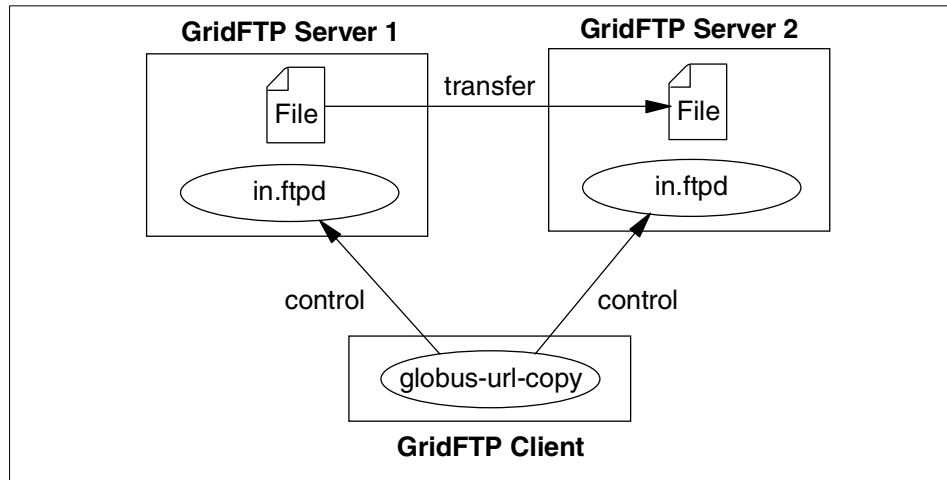 GridFTP Server 1
GridFTP Server 2
transfer
File
File
in.ftpd
in.ftpd
control
control
globus-url-copy
GridFTP Client